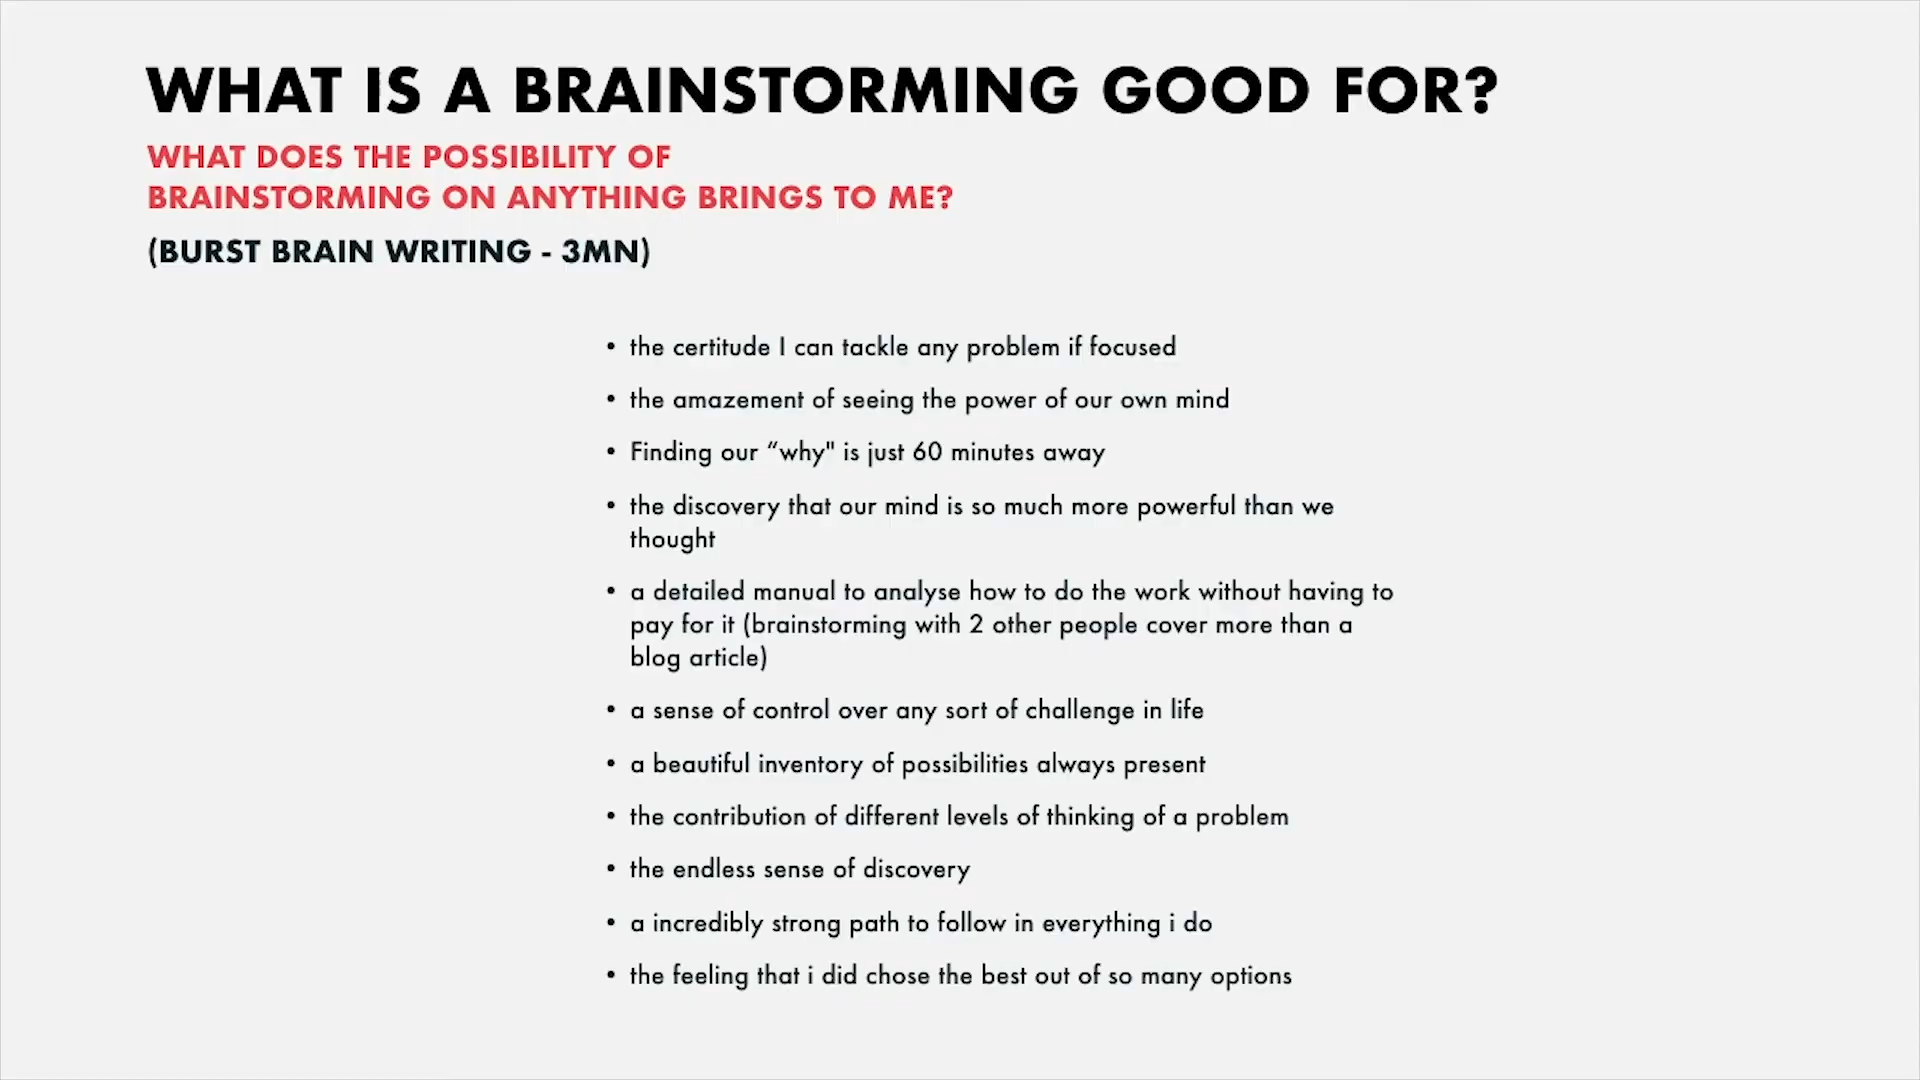 WHAT IS A BRAINSTORMING GOOD FOR?
WHAT DOES THE POSSIBILITY OF
BRAINSTORMING ON ANYTHING BRINGS TO ME?
(BURST BRAIN WRITING - 3MN)
• the certitude I can tackle any problem if focused
• the amazement of seeing the power of our own mind
• Finding our “why" is just 60 minutes away
• the discovery that our mind is so much more powerful than we
thought
• a detailed manual to analyse how to do the work without having to
pay for it (brainstorming with 2 other people cover more than a
blog article)
• a sense of control over any sort of challenge in life
• a beautiful inventory of possibilities always present
• the contribution of different levels of thinking of a problem
• the endless sense of discovery
• a incredibly strong path to follow in everything i do
• the feeling that i did chose the best out of so many options